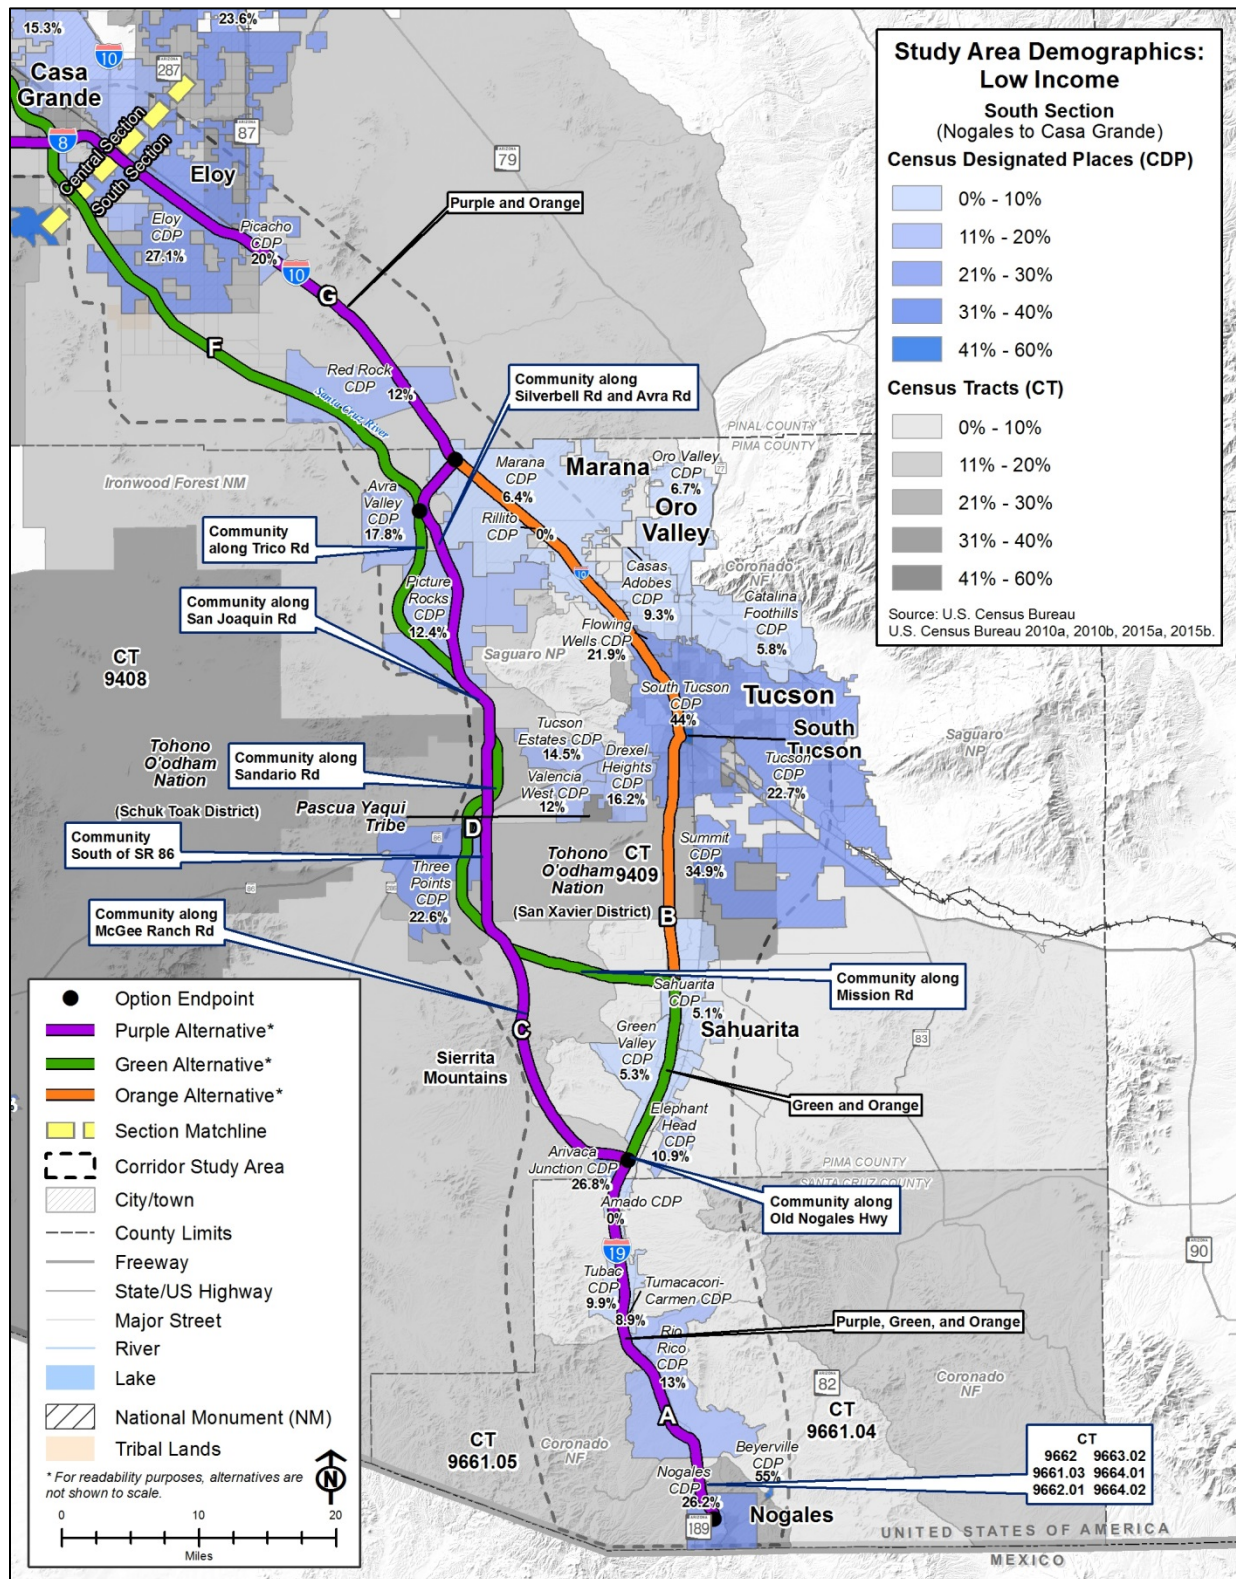 15.3%
23.6%
10
ARIZONA
287
Casa
Grande
8
Central Section
South Section
ARIZONA
87
Eloy
79
Eloy
CDP
27.1%
Picacho
CDP
20%
10
Purple and Orange
G
F
Red Rock
CDP
12%
Santa Cruz River
Community along
Silverbell Rd and Avra Rd
PINAL COUNTY
PIMA COUNTY
Ironwood Forest NM
Marana
CDP
6.4%
Marana
Oro Valley
CDP
6.7%
77
Oro
Valley
Avra
Valley
CDP
17.8%
Rillito
CDP
0%
Community
along Trico Rd
10
Casas
Adobes
CDP
9.3%
Coronado
NF
Catalina
Foothills
CDP
5.8%
Picture
Rocks
CDP
12.4%
Community along
San Joaquin Rd
Flowing
Wells CDP
21.9%
Saguaro NP
CT
9408
South Tucson
CDP
44%
Tucson
South
Tucson
Saguaro
NP
Tucson
Estates CDP
14.5%
Drexel
Heights
CDP
16.2%
Tucson
CDP
22.7%
Valencia
West CDP
12%
Tohono
O'odham
Nation
(Schuk Toak District)
Community along
Sandario Rd
Pascua Yaqui
Tribe
D
86
Community
South of SR 86
Three
Points
CDP
22.6%
86
Tohono
O'odham
Nation
CT
9409
(San Xavier District)
Summit
CDP
34.9%
B
Community along
McGee Ranch Rd
Community along
Mission Rd
Sahuarita
CDP
5.1%
Sahuarita
C
Green
Valley
CDP
5.3%
83
Sierrita
Mountains
Green and Orange
Elephant
Head
CDP
10.9%
Arivaca
Junction CDP
26.8%
PIMA COUNTY
SANTA CRUZ COUNTY
Amado CDP
0%
Community along
Old Nogales Hwy
19
90
Tubac
CDP
9.9%
Tumacacori-
Carmen CDP
8.9%
Purple, Green, and Orange
Rio
Rico
CDP
13%
82
Coronado
NF
A
CT
9661.04
CT
9661.05
Coronado
NF
Beyerville
CDP
55%
CT
9662 9663.02
9661.03 9664.01
9662.01 9664.02
Nogales
CDP
26.2%
Nogales
ARIZONA
189
UNITED STATES OF AMERICA
MEXICO
Study Area Demographics:
Low Income
South Section
(Nogales to Casa Grande)
Census Designated Places (CDP)
0% - 10%
11% - 20%
21% - 30%
31% - 40%
41% - 60%
Census Tracts (CT)
0% - 10%
11% - 20%
21% - 30%
31% - 40%
41% - 60%
Source: U.S. Census Bureau
U.S. Census Bureau 2010a, 2010b, 2015a, 2015b.
Option Endpoint
Purple Alternative*
Green Alternative*
Orange Alternative*
Section Matchline
Corridor Study Area
City/town
County Limits
Freeway
State/US Highway
Major Street
River
Lake
National Monument (NM)
Tribal Lands
* For readability purposes, alternatives are
not shown to scale.
N
0 10 20
Miles